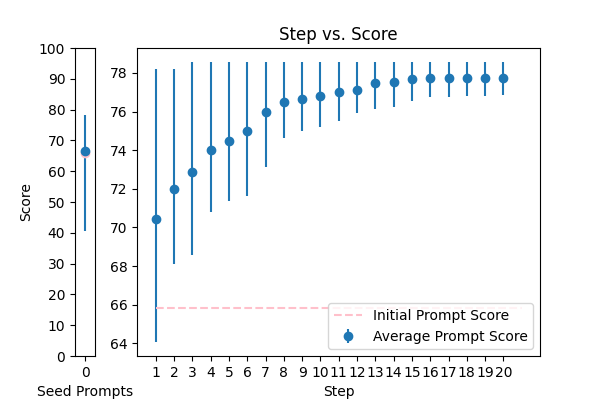 Step vs. Score
Score
100
90
80
70
60
50
40
30
20
10
0
0
Seed Prompts
78
76
74
72
70
68
66
64
1 2 3 4 5 6 7 8 9 10 11 12 13 14 15 16 17 18 19 20
Step
Initial Prompt Score
Average Prompt Score